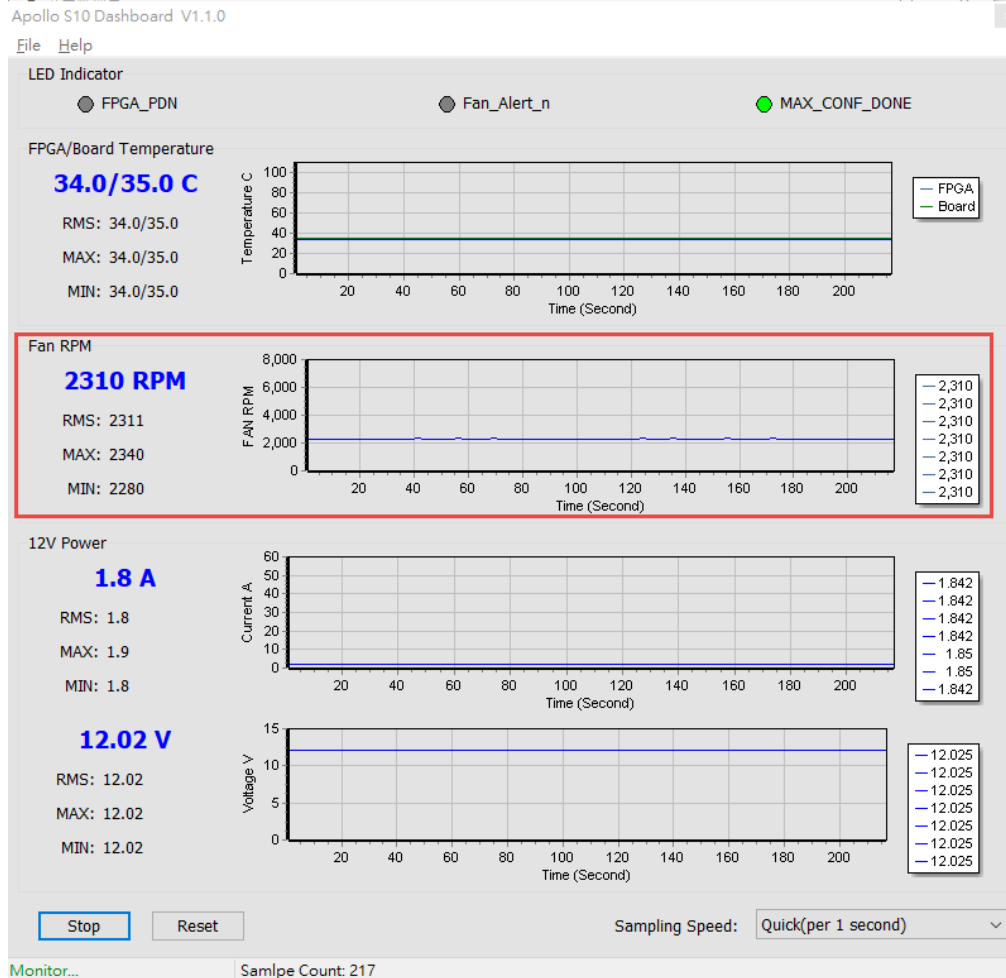 Apollo S10 Dashboard V1.1.0
File Help
LED Indicator
FPGA_PDN Fan_Alert_n MAX_CONF_DONE
FPGA/Board Temperature
34.0/35.0 C
RMS: 34.0/35.0
MAX: 34.0/35.0
MIN: 34.0/35.0
Temperature C
100
80
60
40
20
0
20 40 60 80 100 120 140 160 180 200
Time (Second)
FPGA
Board
Fan RPM
2310 RPM
RMS: 2311
MAX: 2340
MIN: 2280
FAN RPM
8,000
6,000
4,000
2,000
0
20 40 60 80 100 120 140 160 180 200
Time (Second)
2,310
2,310
2,310
2,310
2,310
2,310
2,310
12V Power
1.8 A
RMS: 1.8
MAX: 1.9
MIN: 1.8
Current A
60
50
40
30
20
10
0
20 40 60 80 100 120 140 160 180 200
Time (Second)
1.842
1.842
1.842
1.842
1.85
1.85
1.842
12.02 V
RMS: 12.02
MAX: 12.02
MIN: 12.02
Voltage V
15
10
5
0
20 40 60 80 100 120 140 160 180 200
Time (Second)
12.025
12.025
12.025
12.025
12.025
12.025
12.025
Stop Reset Sampling Speed: Quick(per 1 second)
Monitor... Samlpe Count: 217